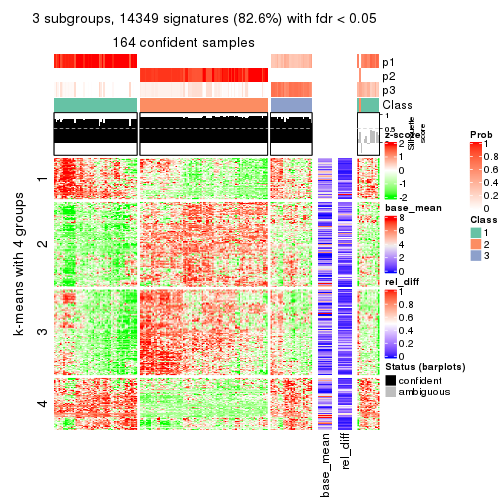 3 subgroups, 14349 signatures (82.6%) with fdr < 0.05
164 confident samples
p1
p2
p3
Class
1
0.5
0
Silhouette
score
k-means with 4 groups
1
2
3
4
base_mean
rel_diff
z-score
2
1
0
-1
-2
base_mean
8
6
4
2
0
rel_diff
1
0.8
0.6
0.4
0.2
0
Status (barplots)
confident
ambiguous
Prob
1
0.8
0.6
0.4
0.2
0
Class
1
2
3